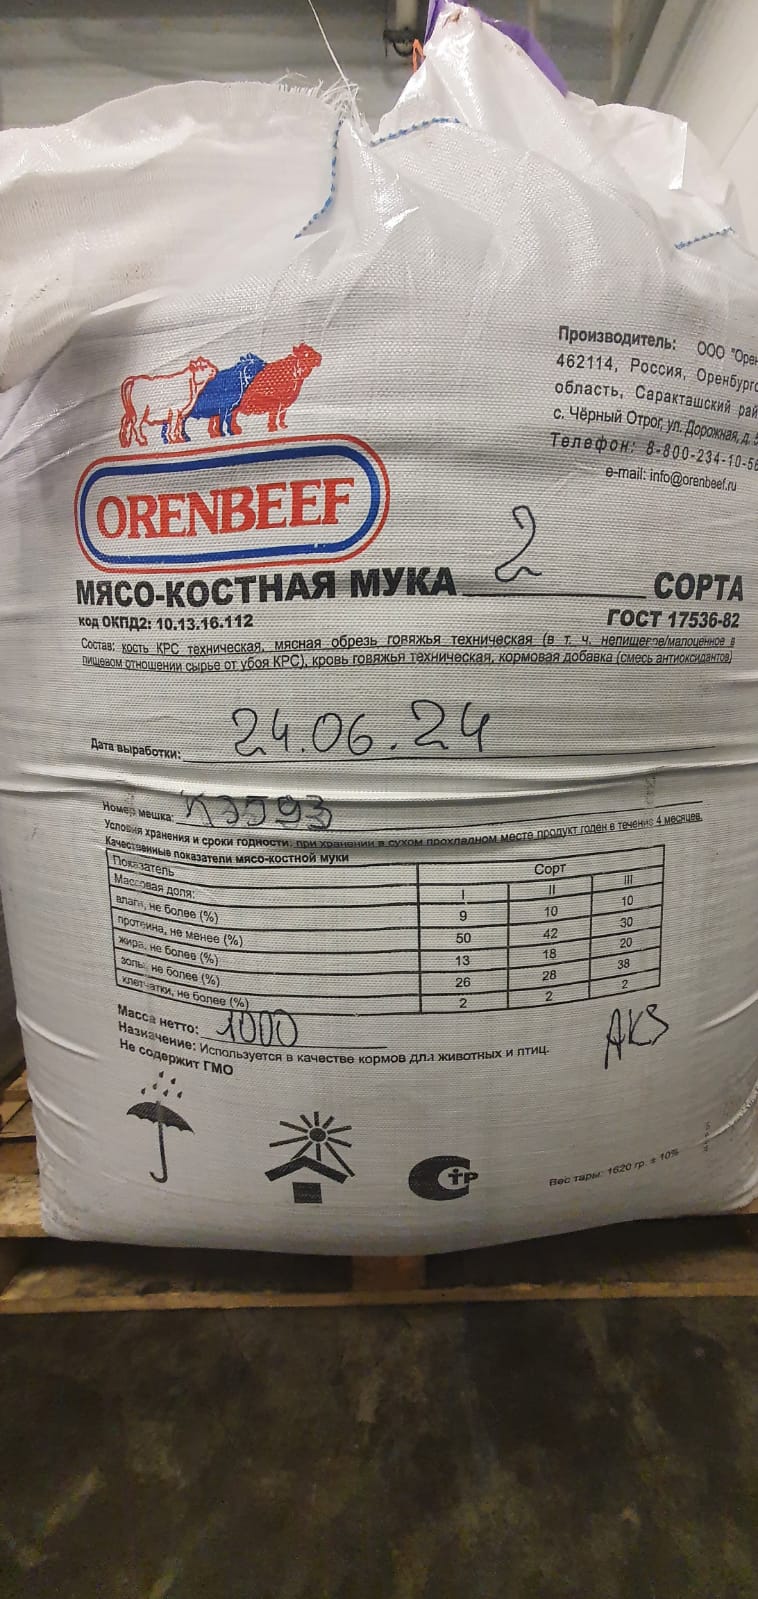 Производитель: ООО "Орен
462114, Россия, Оренбургс
область, Саракташский рай
с. Чёрный Отрог, ул. Дорожная, д. 5
Телефон: 8-800-234-10-56
e-mail: info@orenbeef.ru
ORENBEEF
МЯСО-КОСТНАЯ МУКА 2 СОРТА
код ОКПД2: 10.13.16.112 ГОСТ 17536-82
Состав: кость КРС техническая, мясная обрезь говяжья техническая (в т. ч. непищевое/малоценное в
пищевом отношении сырье от убоя КРС), кровь говяжья техническая, кормовая добавка (смесь антиоксидантов)
Дата выработки: 24.06.24
Номер мешка: К3593
Условия хранения и сроки годности: при хранении в сухом прохладном месте продукт годен в течение 4 месяцев.
Качественные показатели мясо-костной муки
Показатель Сорт
Массовая доля: I II III
влаги, не более (%) 9 10 10
протеина, не менее (%) 50 42 30
жира, не более (%) 13 18 20
золы, не более (%) 26 28 38
клетчатки, не более (%) 2 2 2
Масса нетто: 1000
Назначение: Используется в качестве кормов для животных и птиц.
Не содержит ГМО
АКЗ
СТР
Вес тары: 1620 гр. ± 10%